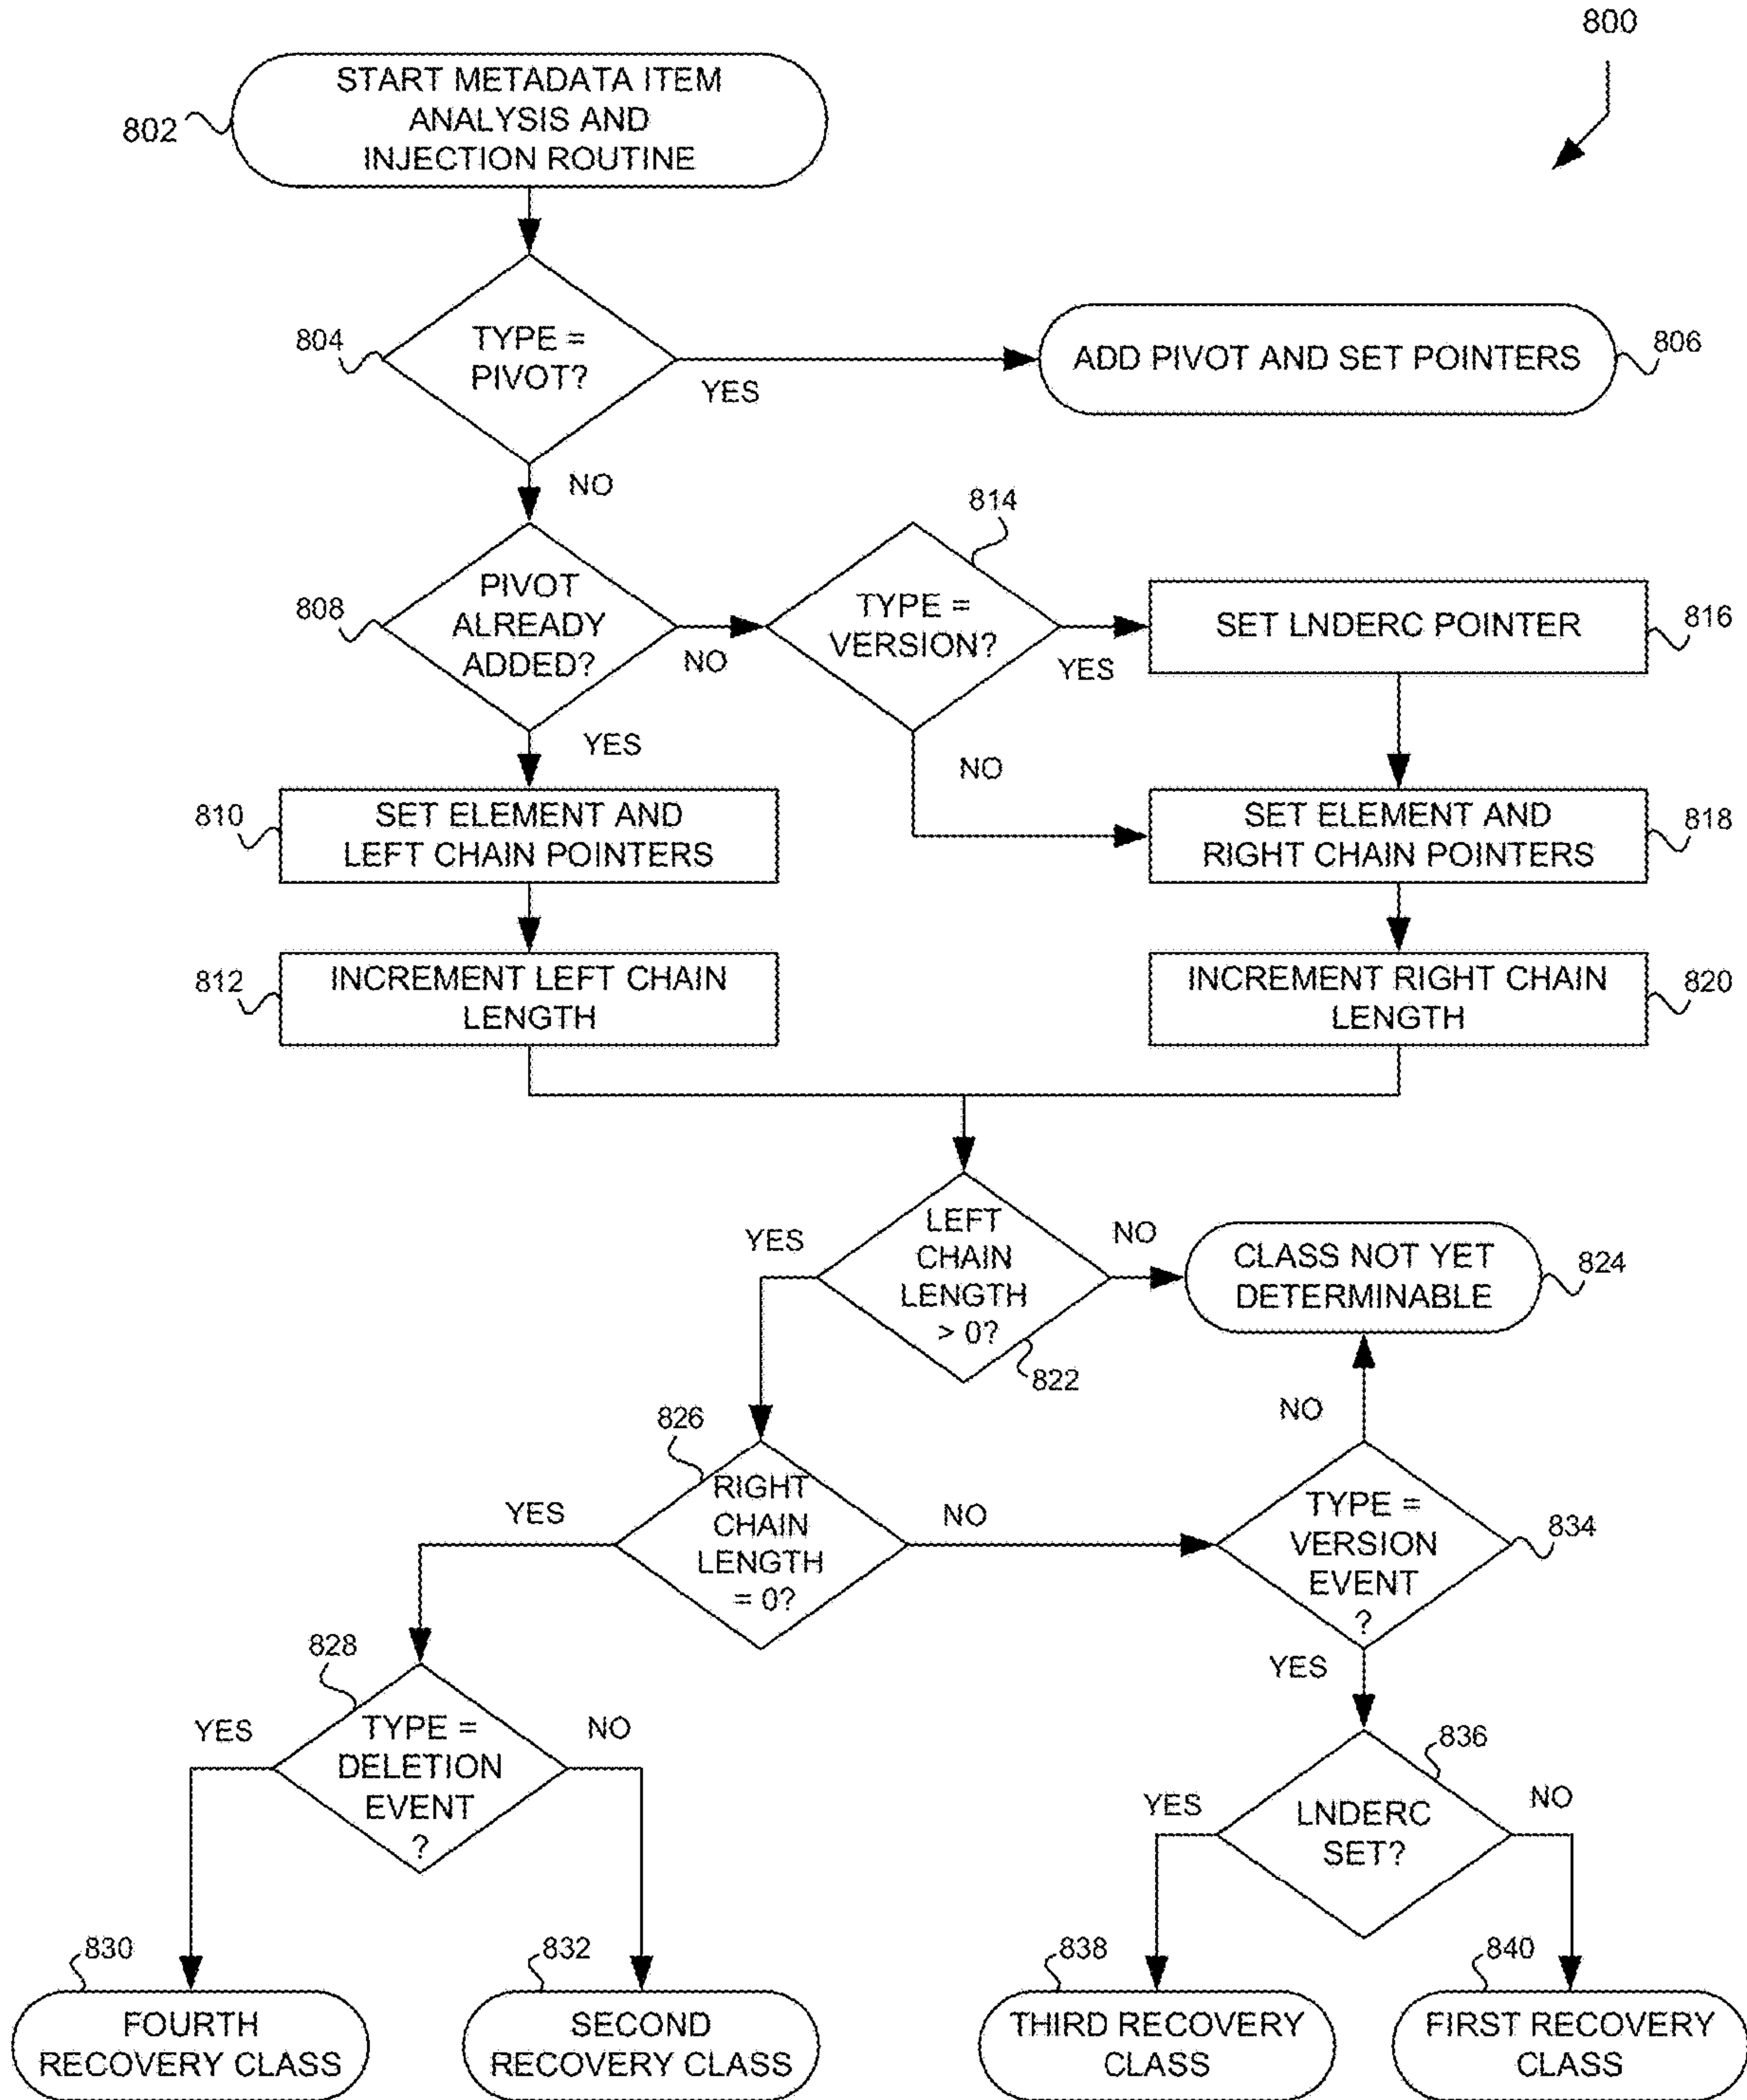 800
START METADATA ITEM
ANALYSIS AND
INJECTION ROUTINE
802
TYPE =
PIVOT?
804
YES
ADD PIVOT AND SET POINTERS
806
NO
PIVOT
ALREADY
ADDED?
808
NO
814
TYPE =
VERSION?
YES
SET LNDERC POINTER
816
YES
NO
810
SET ELEMENT AND
LEFT CHAIN POINTERS
SET ELEMENT AND
RIGHT CHAIN POINTERS
818
812
INCREMENT LEFT CHAIN
LENGTH
INCREMENT RIGHT CHAIN
LENGTH
820
YES
LEFT
CHAIN
LENGTH
> 0?
822
NO
CLASS NOT YET
DETERMINABLE
824
826
YES
RIGHT
CHAIN
LENGTH
= 0?
NO
NO
TYPE =
VERSION
EVENT
?
834
YES
828
YES
TYPE =
DELETION
EVENT
?
NO
836
YES
LNDERC
SET?
NO
830
FOURTH
RECOVERY CLASS
832
SECOND
RECOVERY CLASS
838
THIRD RECOVERY
CLASS
840
FIRST RECOVERY
CLASS